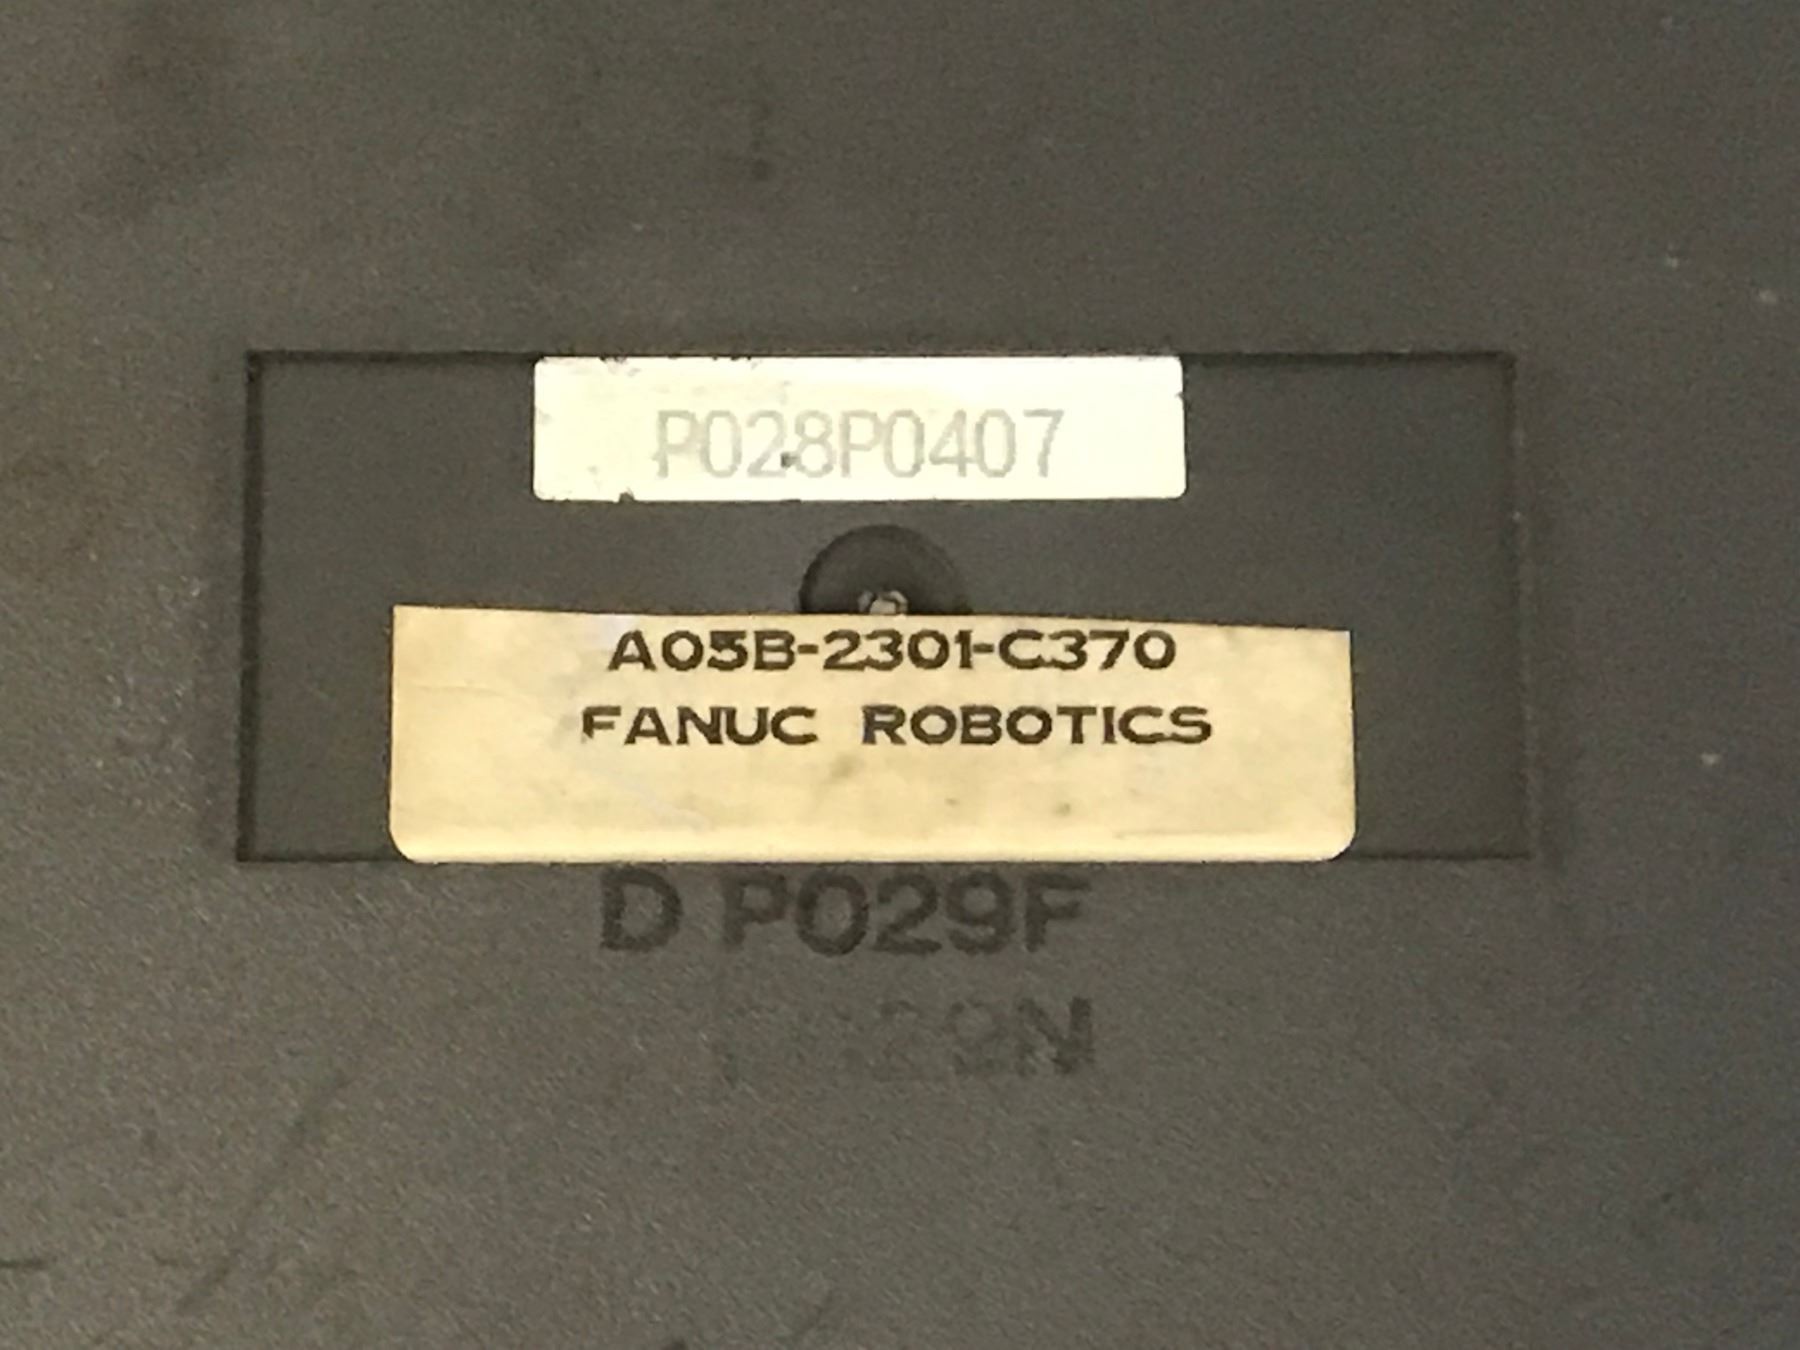 P028P0407
A05B-2301-C370
FANUC ROBOTICS
D P029F